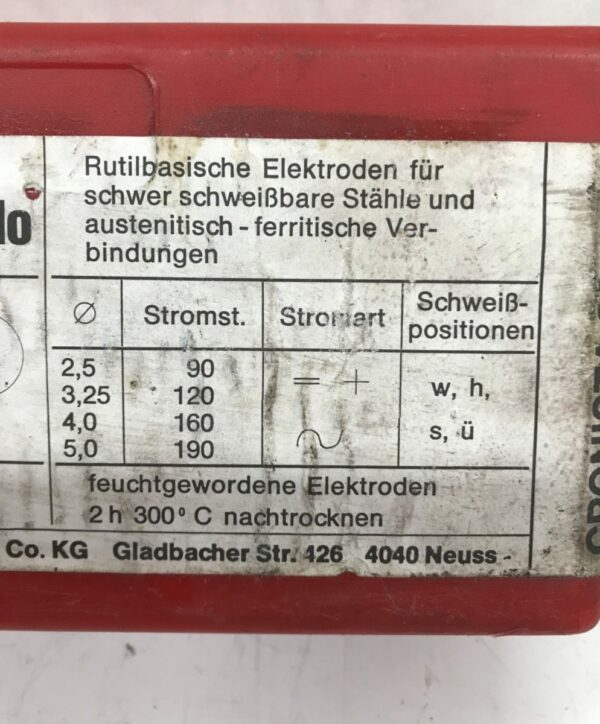 Rutilbasische Elektroden für
schwer schweißbare Stähle und
austenitisch-ferritische Ver-
bindungen
lo
∅ Stromst. Stromart Schweiß-
positionen
2,5 90 = + w, h,
3,25 120
4,0 160 ~ s, ü
5,0 190
feuchtgewordene Elektroden
2 h 300° C nachtrocknen
Co. KG Gladbacher Str. 426 4040 Neuss -